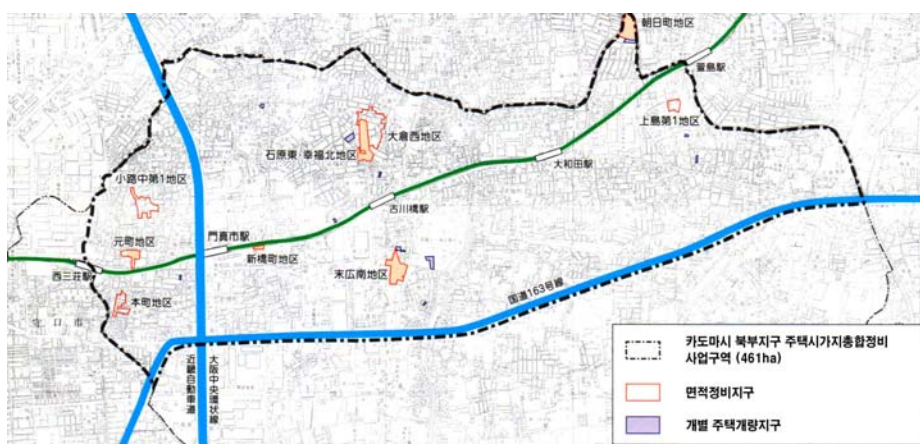 朝日町地区
萱島駅
上島第1地区
大倉西地区
石原東・幸福北地区
大和田駅
小路中第1地区
古川橋駅
門真市駅
元町地区
新橋町地区
西三荘駅
末広南地区
本町地区
守口市
国道163号線
大阪中央環状線
近畿自動車道
카도마시 북부지구 주택시가지총합정비
사업구역 (461ha)
면적정비지구
개별 주택개량지구